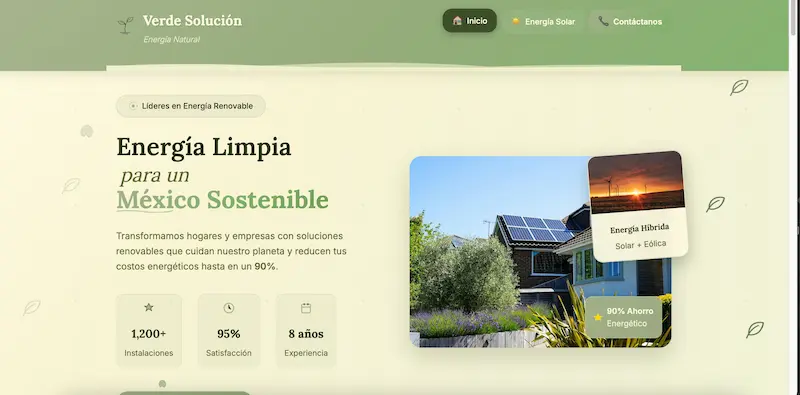 Verde Solución
Energía Natural
Inicio
Energía Solar
Contáctanos
Líderes en Energía Renovable
Energía Limpia
para un
México Sostenible
Transformamos hogares y empresas con soluciones
renovables que cuidan nuestro planeta y reducen tus
costos energéticos hasta en un 90%.
1,200+
Instalaciones
95%
Satisfacción
8 años
Experiencia
Energía Híbrida
Solar + Eólica
90% Ahorro
Energético